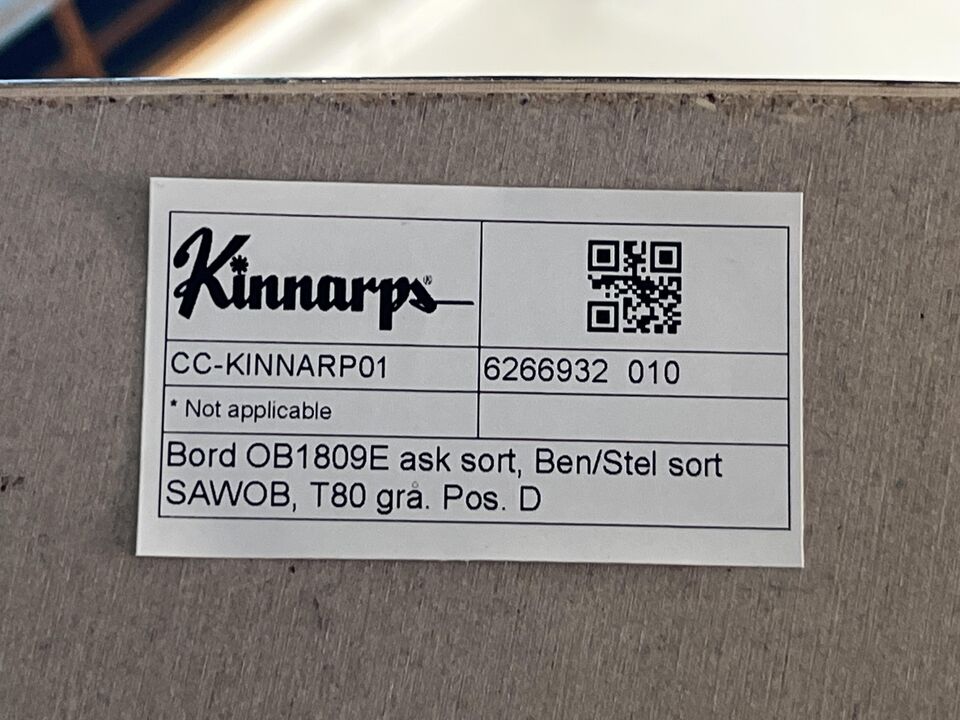 Kinnarps®
CC-KINNARP01
6266932 010
* Not applicable
Bord OB1809E ask sort, Ben/Stel sort
SAWOB, T80 grå. Pos. D